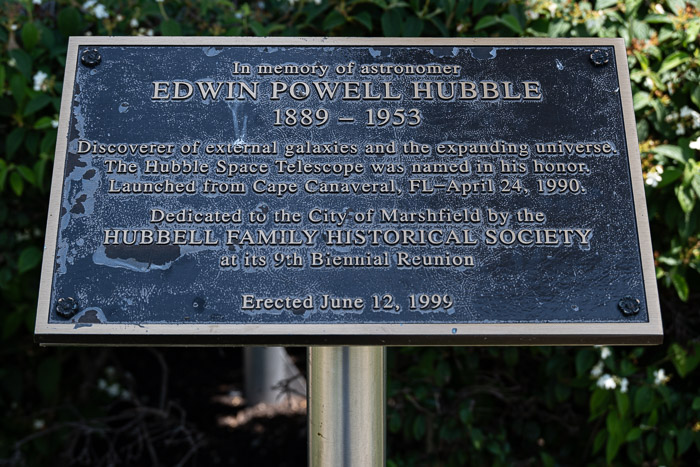 In memory of astronomer
EDWIN POWELL HUBBLE
1889 – 1953
Discoverer of external galaxies and the expanding universe.
The Hubble Space Telescope was named in his honor.
Launched from Cape Canaveral, FL–April 24, 1990.
Dedicated to the City of Marshfield by the
HUBBELL FAMILY HISTORICAL SOCIETY
at its 9th Biennial Reunion
Erected June 12, 1999